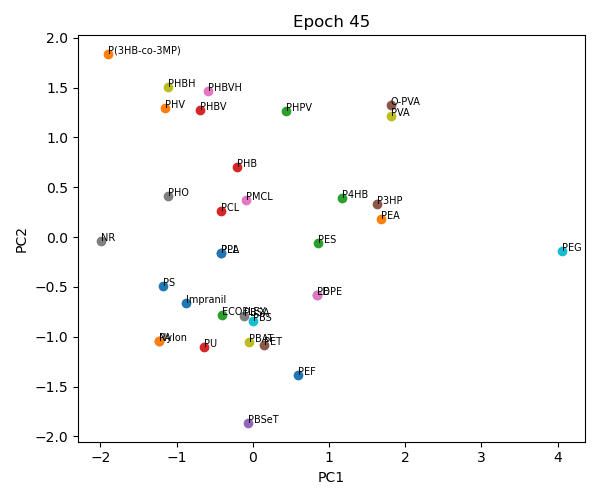 Epoch 45
2.0
P(3HB-co-3MP)
PHBH
PHBVH
1.5
PHV
PHBV
PHPV
O-PVA
PVA
1.0
PHB
0.5
PHO
PMCL
P4HB
P3HP
PCL
PEA
0.0
NR
PES
PEG
PLA
PC2
PS
LDPE
−0.5
Impranil
ECOFLEX
PBSA
PBS
−1.0
Nylon
PU
PBAT
PET
PEF
−1.5
PBSeT
−2.0
−2
−1
0
1
2
3
4
PC1